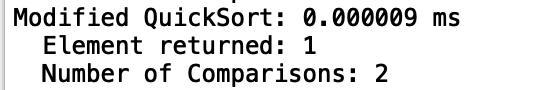 Modified QuickSort: 0.000009 ms
Element returned: 1
Number of Comparisons: 2